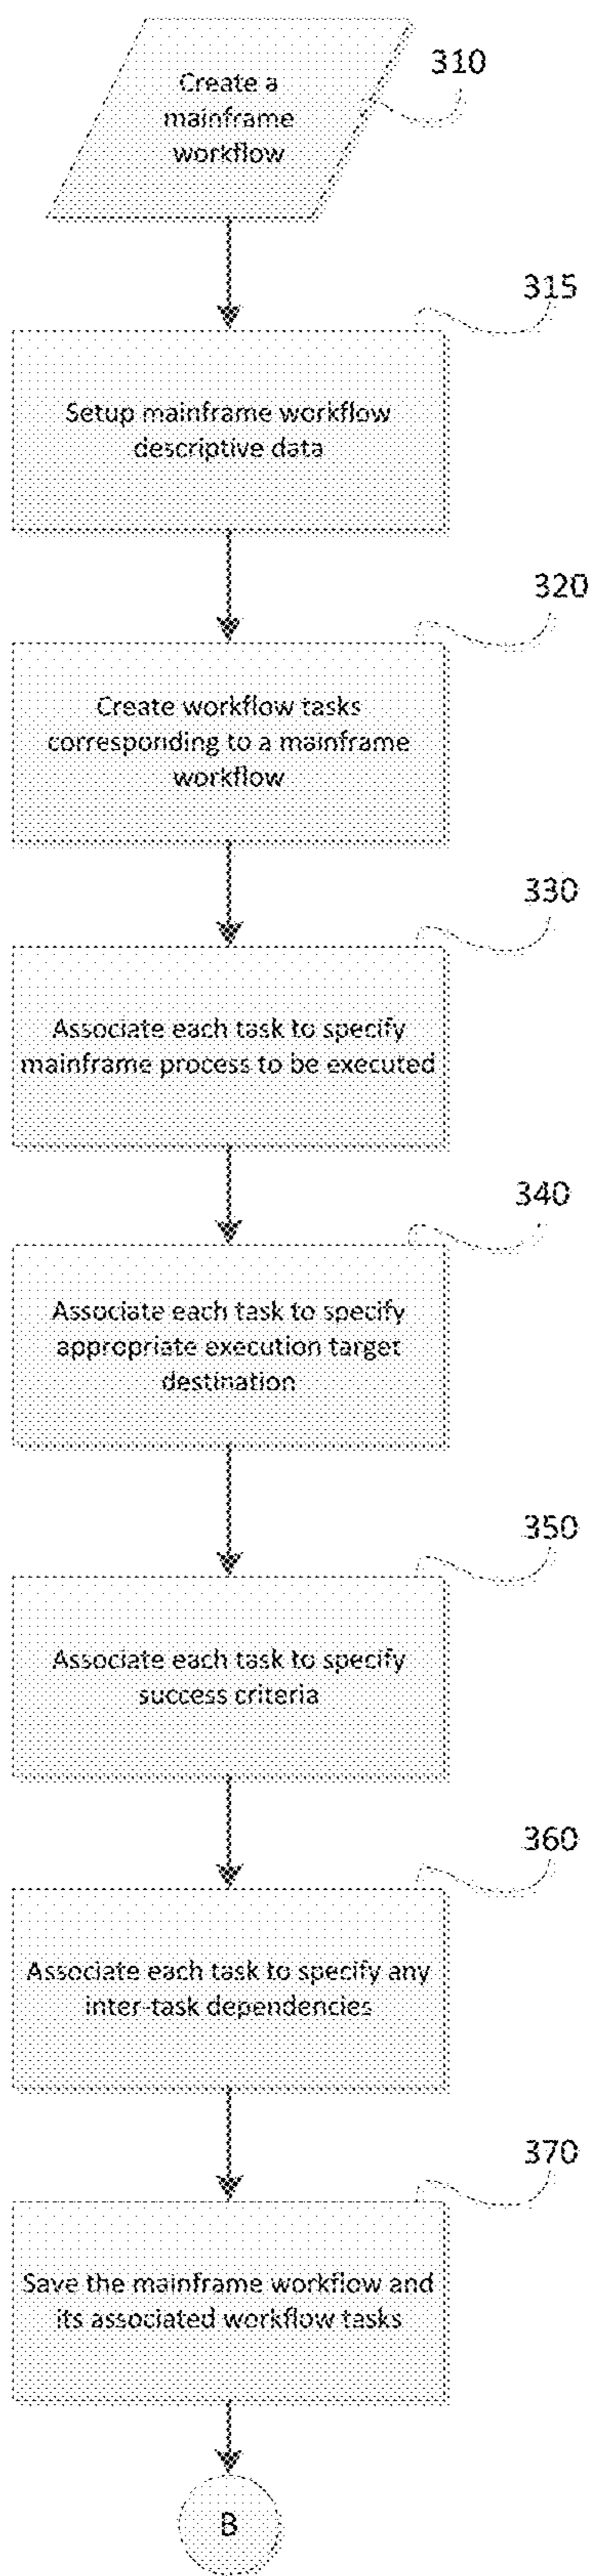 Create a
mainframe
workflow
310
315
Setup mainframe workflow
descriptive data
320
Create workflow tasks
corresponding to a mainframe
workflow
330
Associate each task to specify
mainframe process to be executed
340
Associate each task to specify
appropriate execution target
destination
350
Associate each task to specify
success criteria
360
Associate each task to specify any
inter-task dependencies
370
Save the mainframe workflow and
its associated workflow tasks
B